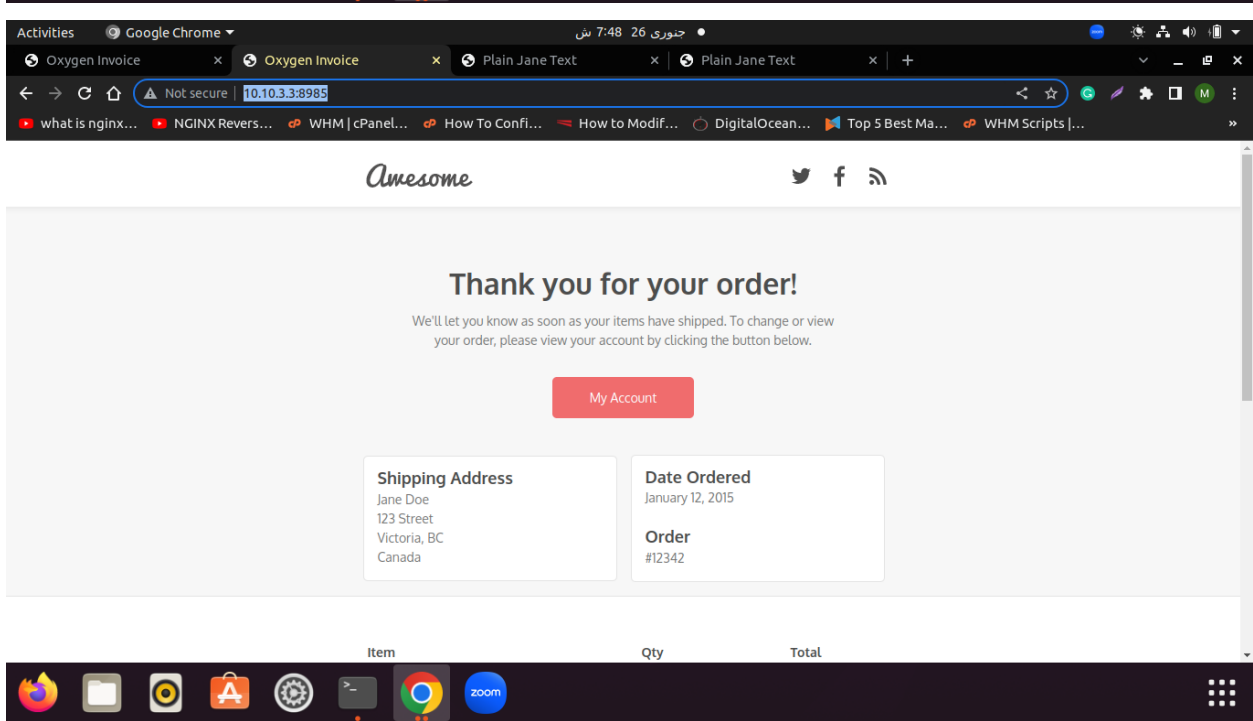 Activities Google Chrome ▾ جنوری 26 7:48 ش
Oxygen Invoice × Oxygen Invoice × Plain Jane Text × Plain Jane Text × +
Not secure | 10.10.3.3:8985
what is nginx... NGINX Revers... WHM | cPanel... How To Confi... How to Modif... DigitalOcean... Top 5 Best Ma... WHM Scripts |... »
M
Awesome
Thank you for your order!
We'll let you know as soon as your items have shipped. To change or view
your order, please view your account by clicking the button below.
My Account
Shipping Address
Jane Doe
123 Street
Victoria, BC
Canada
Date Ordered
January 12, 2015
Order
#12342
Item Qty Total
zoom